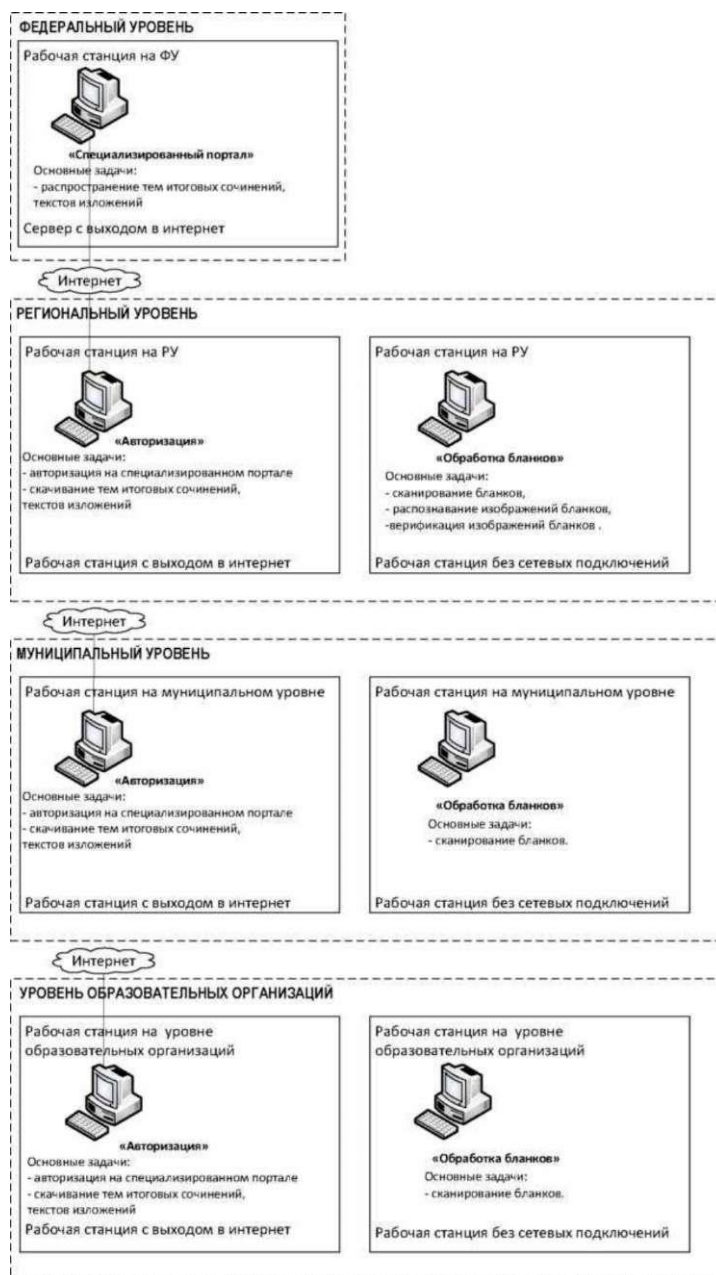 ФЕДЕРАЛЬНЫЙ УРОВЕНЬ
Рабочая станция на ФУ
«Специализированный портал»
Основные задачи:
- распространение тем итоговых сочинений,
текстов изложений
Сервер с выходом в интернет
Интернет
РЕГИОНАЛЬНЫЙ УРОВЕНЬ
Рабочая станция на РУ
«Авторизация»
Основные задачи:
- авторизация на специализированном портале
- скачивание тем итоговых сочинений,
текстов изложений
Рабочая станция с выходом в интернет
Рабочая станция на РУ
«Обработка бланков»
Основные задачи:
- сканирование бланков,
- распознавание изображений бланков,
-верификация изображений бланков .
Рабочая станция без сетевых подключений
Интернет
МУНИЦИПАЛЬНЫЙ УРОВЕНЬ
Рабочая станция на муниципальном уровне
«Авторизация»
Основные задачи:
- авторизация на специализированном портале
- скачивание тем итоговых сочинений,
текстов изложений
Рабочая станция с выходом в интернет
Рабочая станция на муниципальном уровне
«Обработка бланков»
Основные задачи:
- сканирование бланков.
Рабочая станция без сетевых подключений
Интернет
УРОВЕНЬ ОБРАЗОВАТЕЛЬНЫХ ОРГАНИЗАЦИЙ
Рабочая станция на уровне
образовательных организаций
«Авторизация»
Основные задачи:
- авторизация на специализированном портале
- скачивание тем итоговых сочинений,
текстов изложений
Рабочая станция с выходом в интернет
Рабочая станция на уровне
образовательных организаций
«Обработка бланков»
Основные задачи:
- сканирование бланков.
Рабочая станция без сетевых подключений